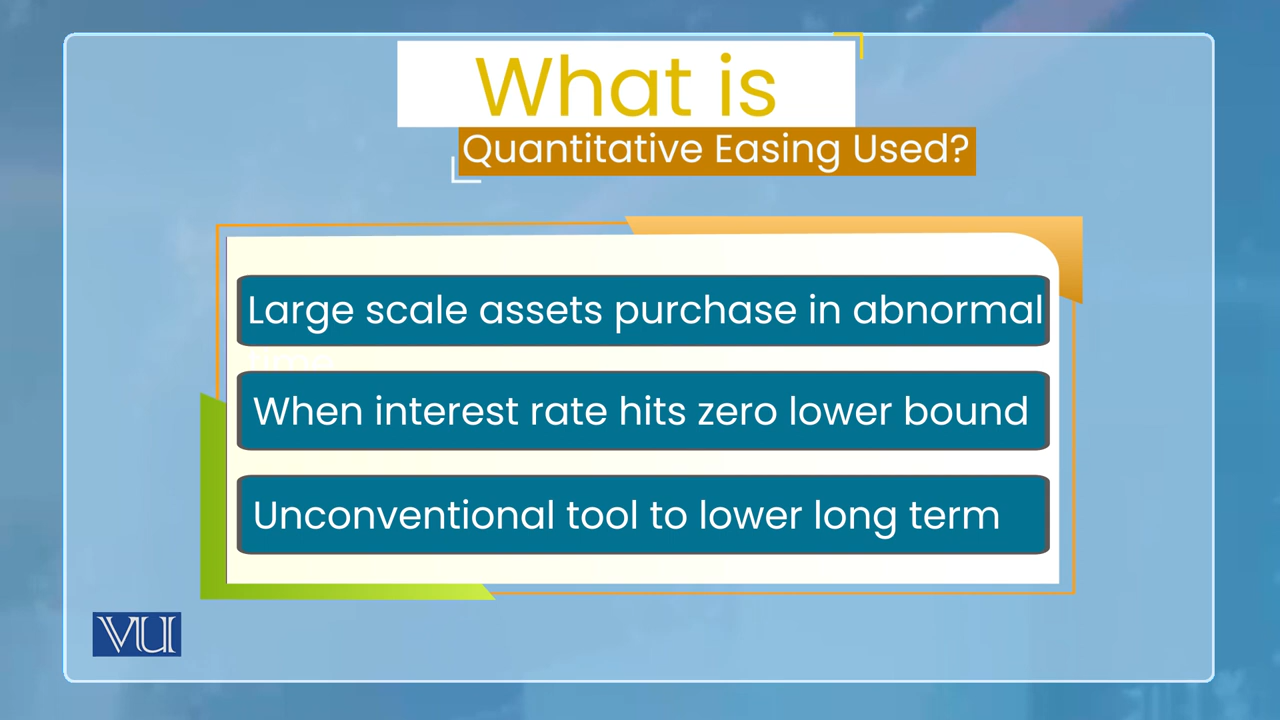 What is
Quantitative Easing Used?
Large scale assets purchase in abnormal
time
When interest rate hits zero lower bound
Unconventional tool to lower long term
VU